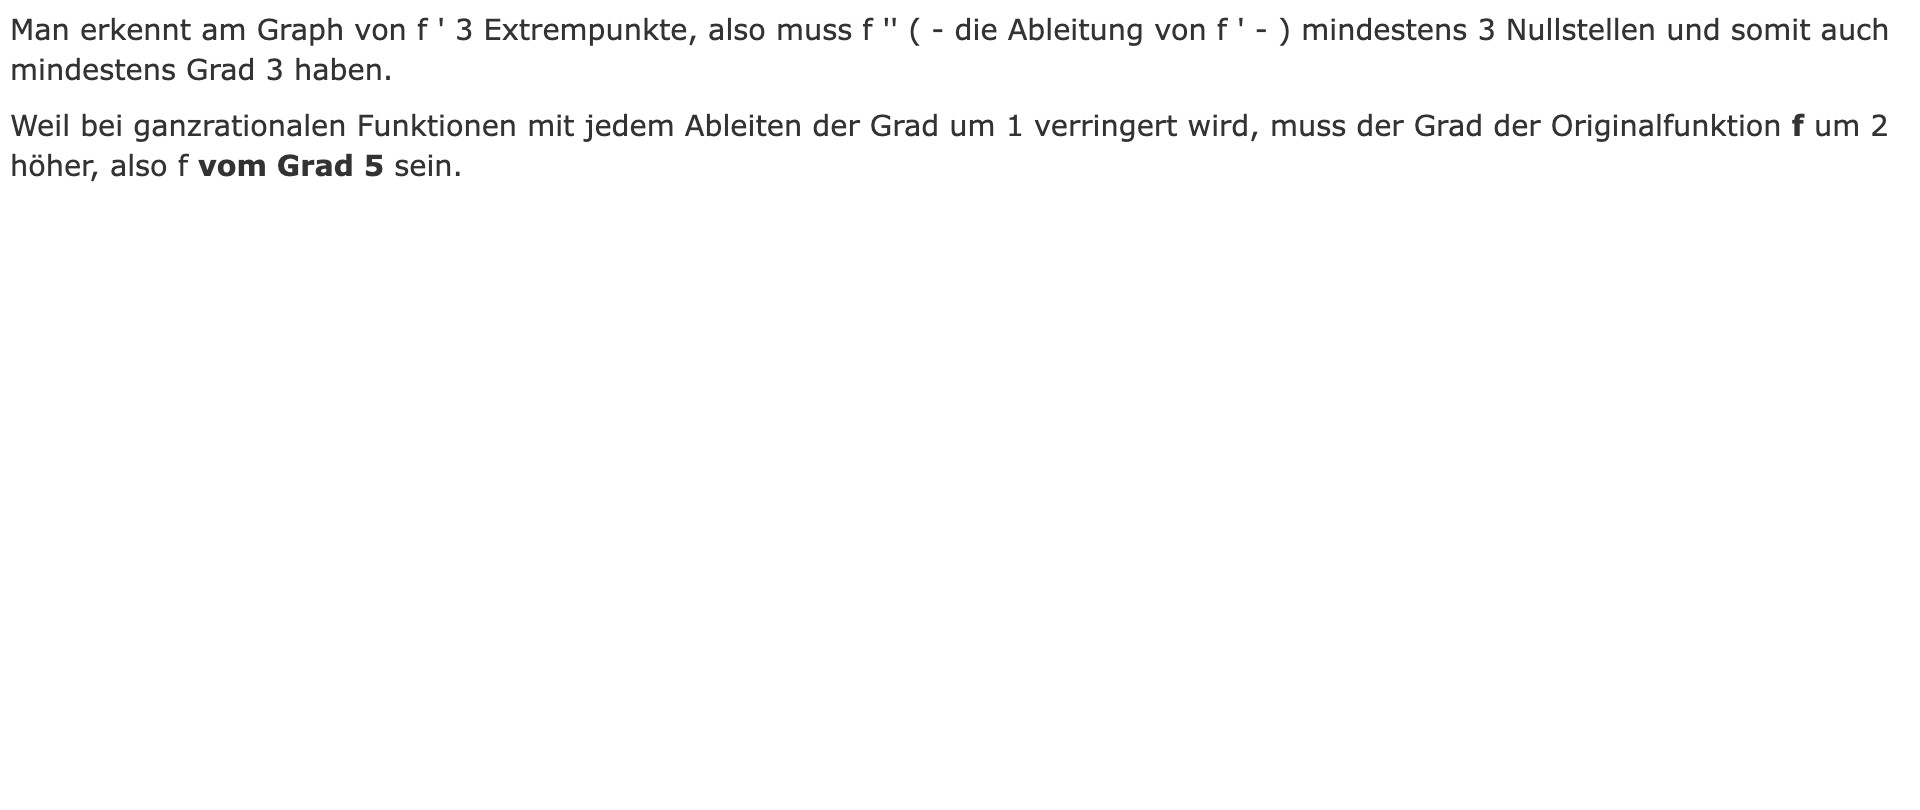 Man erkennt am Graph von f ' 3 Extrempunkte, also muss f '' ( - die Ableitung von f ' - ) mindestens 3 Nullstellen und somit auch
mindestens Grad 3 haben.
Weil bei ganzrationalen Funktionen mit jedem Ableiten der Grad um 1 verringert wird, muss der Grad der Originalfunktion f um 2
höher, also f vom Grad 5 sein.